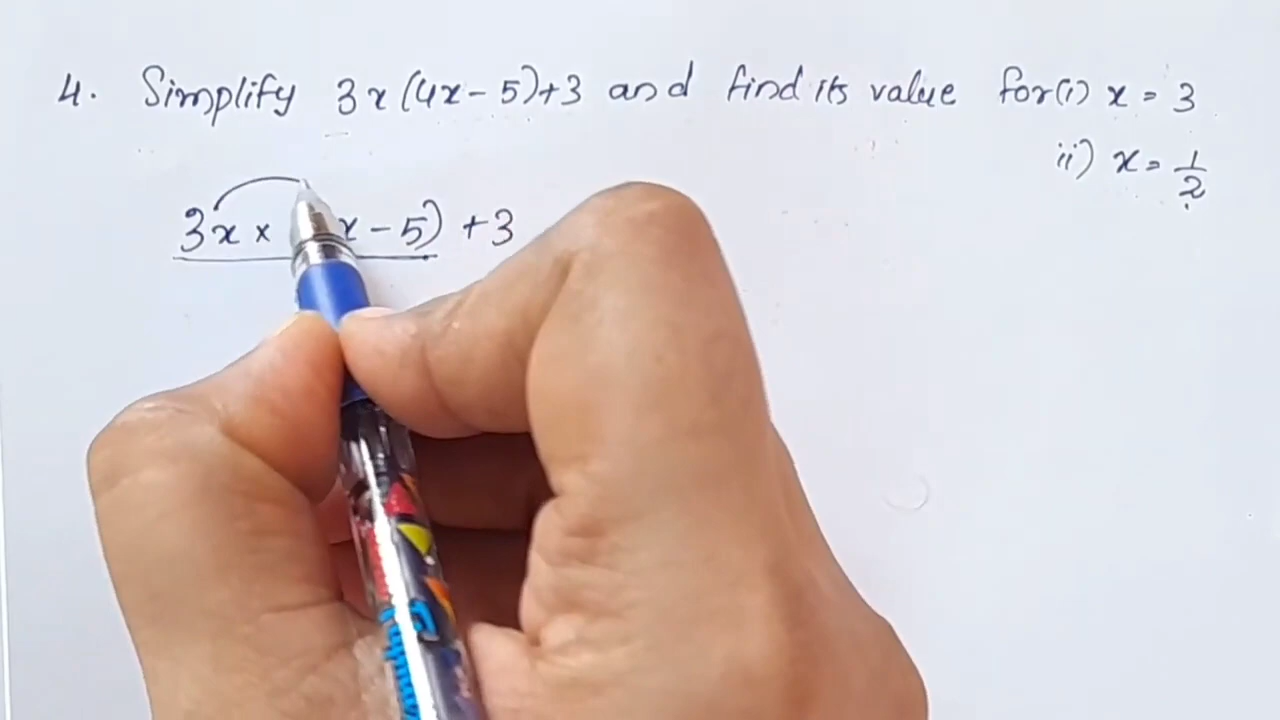 4. Simplify 3x(4x-5)+3 and find its value for(i) x = 3
ii) x = 1/2
3x × x - 5) + 3